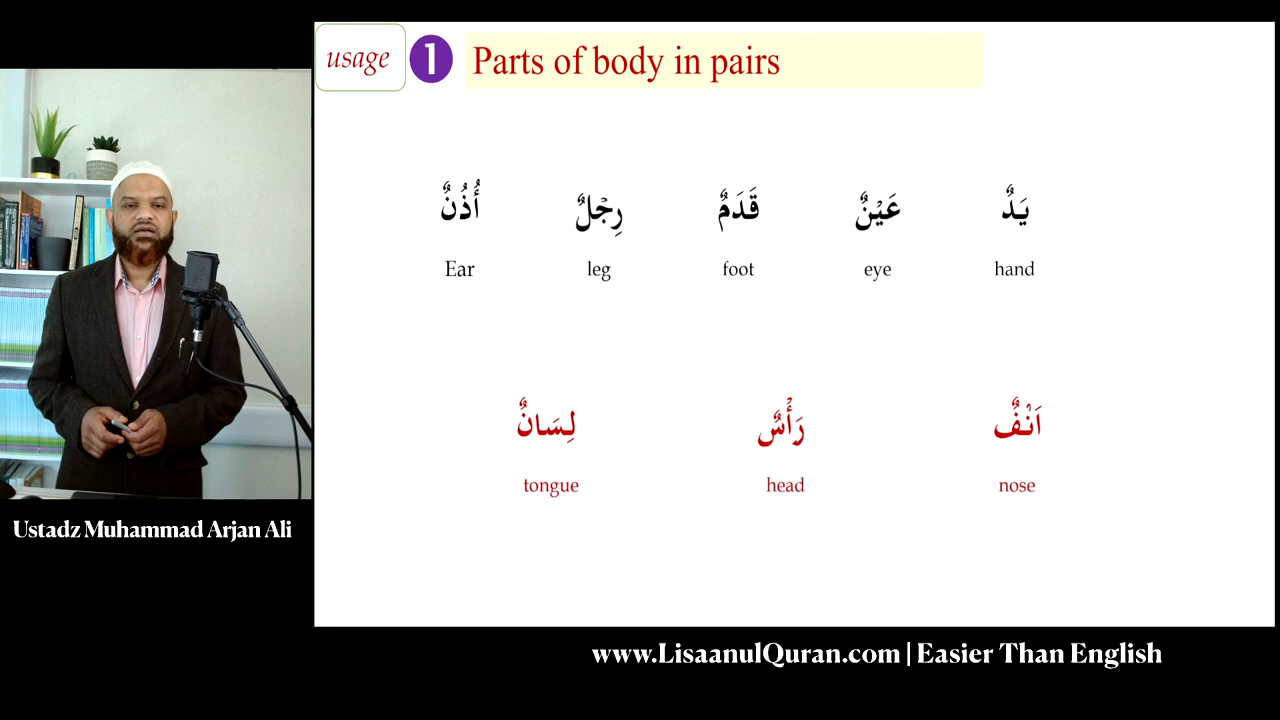 usage
1 Parts of body in pairs
يَدٌ عَيْنٌ قَدَمٌ رِجْلٌ أُذُنٌ
Ear leg foot eye hand
اَنْفٌ رَأْسٌ لِسَانٌ
tongue head nose
Ustadz Muhammad Arjan Ali
www.LisaanulQuran.com | Easier Than English